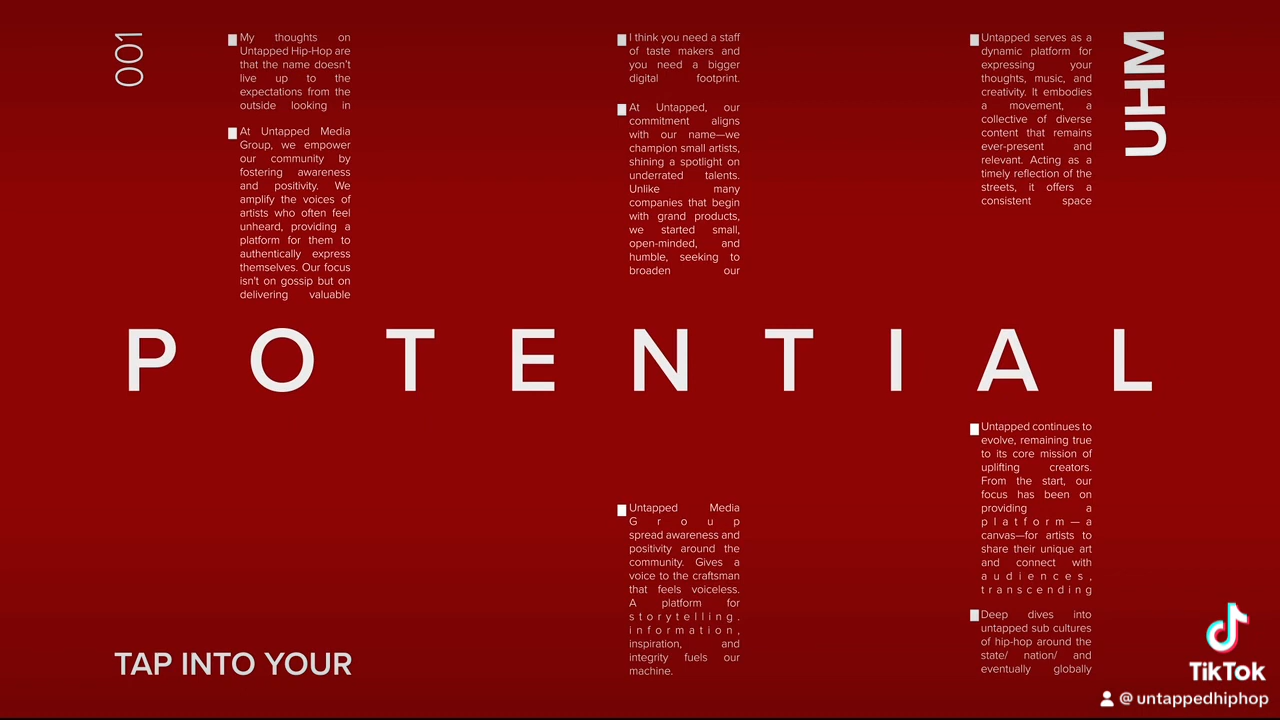 001
My thoughts on
Untapped Hip-Hop are
that the name doesn't
live up to the
expectations from the
outside looking in
At Untapped Media
Group, we empower
our community by
fostering awareness
and positivity. We
amplify the voices of
artists who often feel
unheard, providing a
platform for them to
authentically express
themselves. Our focus
isn't on gossip but on
delivering valuable
I think you need a staff
of taste makers and
you need a bigger
digital footprint.
At Untapped, our
commitment aligns
with our name—we
champion small artists,
shining a spotlight on
underrated talents.
Unlike many
companies that begin
with grand products,
we started small,
open-minded, and
humble, seeking to
broaden our
Untapped serves as a
dynamic platform for
expressing your
thoughts, music, and
creativity. It embodies
a movement, a
collective of diverse
content that remains
ever-present and
relevant. Acting as a
timely reflection of the
streets, it offers a
consistent space
UHM
POTENTIAL
Untapped Media
Group
spread awareness and
positivity around the
community. Gives a
voice to the craftsman
that feels voiceless.
A platform for
storytelling.
information,
inspiration, and
integrity fuels our
machine.
Untapped continues to
evolve, remaining true
to its core mission of
uplifting creators.
From the start, our
focus has been on
providing a
platform—a
canvas—for artists to
share their unique art
and connect with
audiences,
transcending
Deep dives into
untapped sub cultures
of hip-hop around the
state/ nation/ and
eventually globally
TAP INTO YOUR
TikTok
@untappedhiphop